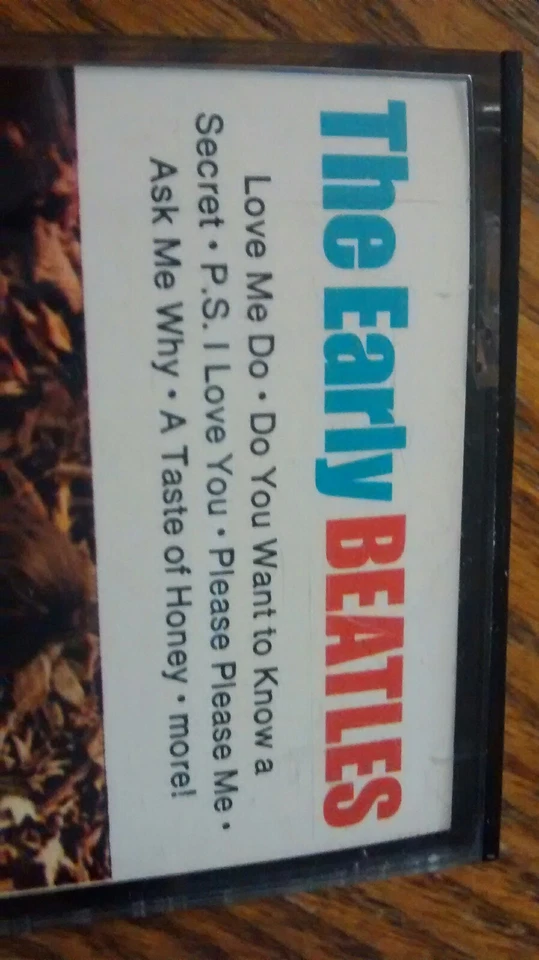 The Early BEATLES
Love Me Do • Do You Want to Know a
Secret • P.S. I Love You • Please Please Me •
Ask Me Why • A Taste of Honey • more!